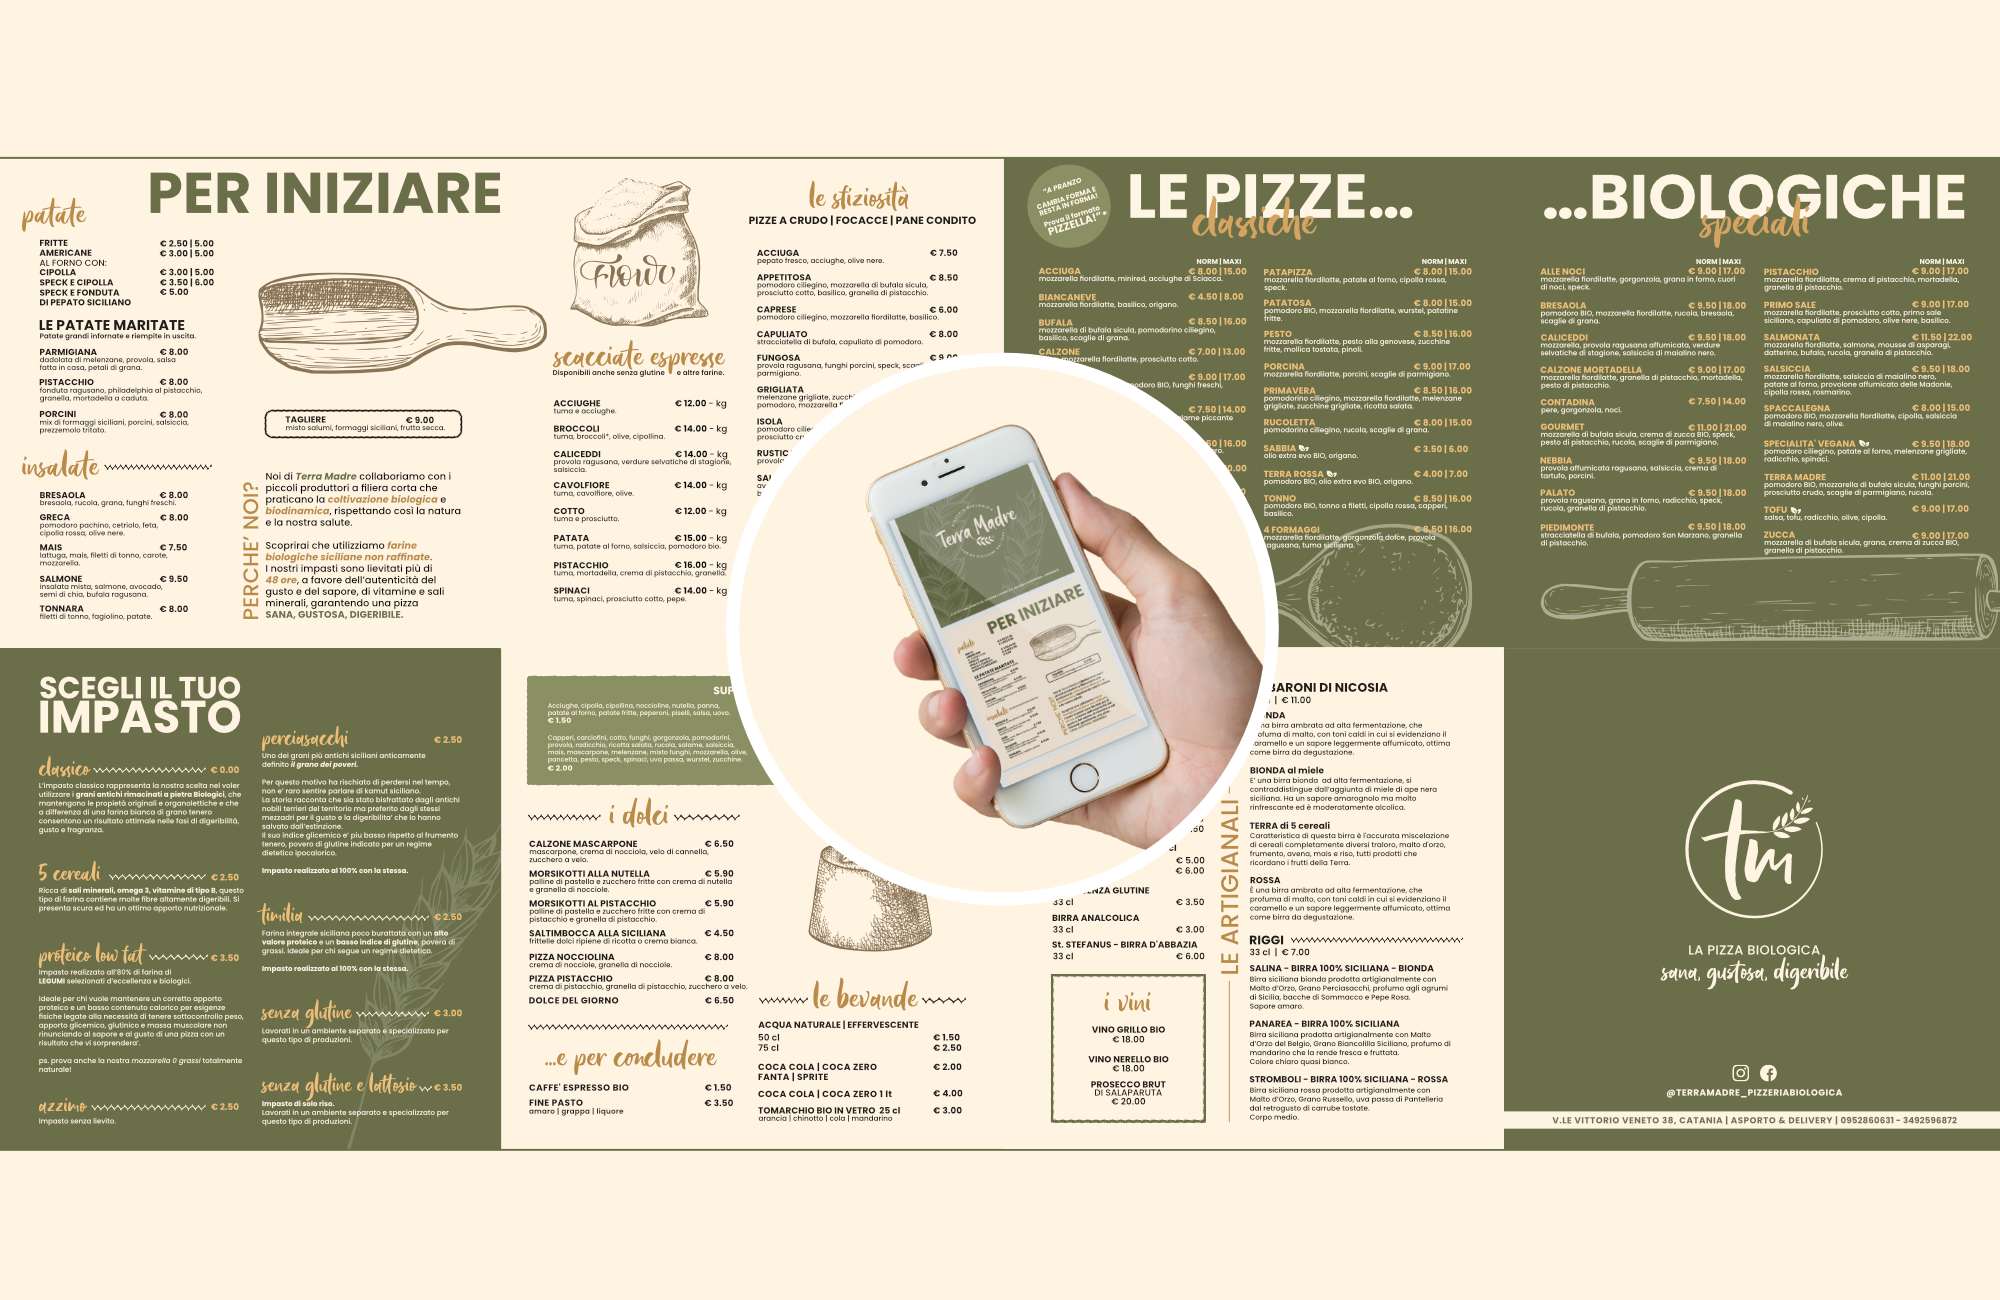 PER INIZIARE
patate
FRITTE € 2.50 | 5.00
AMERICANE € 3.00 | 5.00
AL FORNO CON:
CIPOLLA € 3.00 | 5.00
SPECK E CIPOLLA € 3.50 | 6.00
SPECK E FONDUTA € 5.00
DI PEPATO SICILIANO
LE PATATE MARITATE
Patate grandi infornate e riempite in uscita.
PARMIGIANA € 8.00
dadolata di melenzane, provola, salsa
fatta in casa, petali di grana.
PISTACCHIO € 8.00
fonduta ragusano, philadelphia al pistacchio,
granella, mortadella a caduta.
PORCINI € 8.00
mix di formaggi siciliani, porcini, salsiccia,
prezzemolo tritato.
insalate
BRESAOLA € 8.00
bresaola, rucola, grana, funghi freschi.
GRECA € 8.00
pomodoro pachino, cetriolo, feta,
cipolla rossa, olive nere.
MAIS € 7.50
lattuga, mais, filetti di tonno, carote,
mozzarella.
SALMONE € 9.50
insalata mista, salmone, avocado,
semi di chia, bufala ragusana.
TONNARA € 8.00
filetti di tonno, fagiolino, patate.
TAGLIERE € 9.00
misto salumi, formaggi siciliani, frutta secca.
PERCHE' NOI?
Noi di Terra Madre collaboriamo con i
piccoli produttori a filiera corta che
praticano la coltivazione biologica e
biodinamica, rispettando così la natura
e la nostra salute.
Scoprirai che utilizziamo farine
biologiche siciliane non raffinate.
I nostri impasti sono lievitati più di
48 ore, a favore dell'autenticità del
gusto e del sapore, di vitamine e sali
minerali, garantendo una pizza
SANA, GUSTOSA, DIGERIBILE.
Flour
scacciate espresse
Disponibili anche senza glutine e altre farine.
ACCIUGHE € 12.00 - kg
tuma e acciughe.
BROCCOLI € 14.00 - kg
tuma, broccoli*, olive, cipollina.
CALICEDDI € 14.00 - kg
provola ragusana, verdure selvatiche di stagione,
salsiccia.
CAVOLFIORE € 14.00 - kg
tuma, cavolfiore, olive.
COTTO € 12.00 - kg
tuma e prosciutto.
PATATA € 15.00 - kg
tuma, patate al forno, salsiccia, pomodoro bio.
PISTACCHIO € 16.00 - kg
tuma, mortadella, crema di pistacchio, granella.
SPINACI € 14.00 - kg
tuma, spinaci, prosciutto cotto, pepe.
le sfiziosità
PIZZE A CRUDO | FOCACCE | PANE CONDITO
ACCIUGA € 7.50
pepato fresco, acciughe, olive nere.
APPETITOSA € 8.50
pomodoro ciliegino, mozzarella di bufala sicula,
prosciutto cotto, basilico, granella di pistacchio.
CAPRESE € 6.00
pomodoro ciliegino, mozzarella fiordilatte, basilico.
CAPULIATO € 8.00
stracciatella di bufala, capuliato di pomodoro.
FUNGOSA € 9.00
provola ragusana, funghi porcini, speck,
parmigiano.
GRIGLIATA
melenzane grigliate,
pomodoro, mozzarella
ISOLA
pomodoro
prosciutto
"A PRANZO
CAMBIA FORMA E
RESTA IN FORMA!
Prova il formato
PIZZELLA!"*
LE PIZZE...
classiche
NORM | MAXI
ACCIUGA € 8.00 | 15.00
mozzarella fiordilatte, minired, acciughe di Sciacca.
BIANCANEVE € 4.50 | 8.00
mozzarella fiordilatte, basilico, origano.
BUFALA € 8.50 | 16.00
mozzarella di bufala sicula, pomodorino ciliegino,
basilico, scaglie di grana.
CALZONE € 7.00 | 13.00
mozzarella fiordilatte, prosciutto cotto.
€ 9.00 | 17.00
BIO, funghi freschi,
€ 7.50 | 14.00
piccante
NORM | MAXI
PATAPIZZA € 8.00 | 15.00
mozzarella fiordilatte, patate al forno, cipolla rossa,
speck.
PATATOSA € 8.00 | 15.00
pomodoro BIO, mozzarella fiordilatte, wurstel, patatine
fritte.
PESTO € 8.50 | 16.00
mozzarella fiordilatte, pesto alla genovese, zucchine
fritte, mollica tostata, pinoli.
PORCINA € 9.00 | 17.00
mozzarella fiordilatte, porcini, scaglie di parmigiano.
PRIMAVERA € 8.50 | 16.00
pomodorino ciliegino, mozzarella fiordilatte, melenzane
grigliate, zucchine grigliate, ricotta salata.
RUCOLETTA € 8.00 | 15.00
pomodorino ciliegino, rucola, scaglie di grana.
SABBIA € 3.50 | 6.00
olio extra evo BIO, origano.
TERRA ROSSA € 4.00 | 7.00
pomodoro BIO, olio extra evo BIO, origano.
TONNO € 8.50 | 16.00
pomodoro BIO, tonno a filetti, cipolla rossa, capperi,
basilico.
4 FORMAGGI € 8.50 | 16.00
mozzarella fiordilatte, gorgonzola dolce, provola
ragusana, tuma siciliana.
...BIOLOGICHE
speciali
NORM | MAXI
ALLE NOCI € 9.00 | 17.00
mozzarella fiordilatte, gorgonzola, grana in forno, cuori
di noci, speck.
BRESAOLA € 9.50 | 18.00
pomodoro BIO, mozzarella fiordilatte, rucola, bresaola,
scaglie di grana.
CALICEDDI € 9.50 | 18.00
mozzarella, provola ragusana affumicata, verdure
selvatiche di stagione, salsiccia di maialino nero.
CALZONE MORTADELLA € 9.00 | 17.00
mozzarella fiordilatte, granella di pistacchio, mortadella,
pesto di pistacchio.
CONTADINA € 7.50 | 14.00
pere, gorgonzola, noci.
GOURMET € 11.00 | 21.00
mozzarella di bufala sicula, crema di zucca BIO, speck,
pesto di pistacchio, rucola, scaglie di parmigiano.
NEBBIA € 9.50 | 18.00
provola affumicata ragusana, salsiccia, crema di
tartufo, porcini.
PALATO € 9.50 | 18.00
provola ragusana, grana in forno, radicchio, speck,
rucola, granella di pistacchio.
PIEDIMONTE € 9.50 | 18.00
stracciatella di bufala, pomodoro San Marzano, granella
di pistacchio.
NORM | MAXI
PISTACCHIO € 9.00 | 17.00
mozzarella fiordilatte, crema di pistacchio, mortadella,
granella di pistacchio.
PRIMO SALE € 9.00 | 17.00
mozzarella fiordilatte, prosciutto cotto, primo sale
siciliano, capuliato di pomodoro, olive nere, basilico.
SALMONATA € 11.50 | 22.00
mozzarella fiordilatte, salmone, mousse di asparagi,
datterino, bufala, rucola, granella di pistacchio.
SALSICCIA € 9.50 | 18.00
mozzarella fiordilatte, salsiccia di maialino nero,
patate al forno, provolone affumicato delle Madonie,
cipolla rossa, rosmarino.
SPACCALEGNA € 8.00 | 15.00
pomodoro BIO, mozzarella fiordilatte, cipolla, salsiccia
di maialino nero, olive.
SPECIALITA' VEGANA € 9.50 | 18.00
pomodoro ciliegino, patate al forno, melenzane grigliate,
radicchio, spinaci.
TERRA MADRE € 11.00 | 21.00
pomodoro BIO, mozzarella di bufala sicula, funghi porcini,
prosciutto crudo, scaglie di parmigiano, rucola.
TOFU € 9.00 | 17.00
salsa, tofu, radicchio, olive, cipolla.
ZUCCA € 9.00 | 17.00
mozzarella di bufala sicula, grana, crema di zucca BIO,
granella di pistacchio.
Terra Madre
PER INIZIARE
patate
LE PATATE MARITATE
insalate
SCEGLI IL TUO
IMPASTO
classico € 0.00
L'impasto classico rappresenta la nostra scelta nel voler
utilizzare i grani antichi rimacinati a pietra Biologici, che
mantengono le propietà originali e organolettiche e che
a differenza di una farina bianca di grano tenero
consentono un risultato ottimale nelle fasi di digeribilità,
gusto e fragranza.
5 cereali € 2.50
Ricca di sali minerali, omega 3, vitamine di tipo B, questo
tipo di farina contiene molte fibre altamente digeribili. Si
presenta scura ed ha un ottimo apporto nutrizionale.
proteico low fat € 3.50
Impasto realizzato all'80% di farina di
LEGUMI selezionati d'eccellenza e biologici.
Ideale per chi vuole mantenere un corretto apporto
proteico e un basso contenuto calorico per esigenze
fisiche legate alla necessità di tenere sottocontrollo peso,
apporto glicemico, glutinico e massa muscolare non
rinunciando al sapore e al gusto di una pizza con un
risultato che vi sorprendera'.
ps. prova anche la nostra mozzarella 0 grassi totalmente
naturale!
azzimo € 2.50
Impasto senza lievito.
perciasacchi € 2.50
Uno dei grani più antichi siciliani anticamente
definito il grano dei poveri.
Per questo motivo ha rischiato di perdersi nel tempo,
non e' raro sentire parlare di kamut siciliano.
La storia racconta che sia stato bisfrattato dagli antichi
nobili terrieri del territorio ma preferito dagli stessi
mezzadri per il gusto e la digeribilita' che lo hanno
salvato dall'estinzione.
Il suo indice glicemico e' piu basso rispetto al frumento
tenero, povero di glutine indicato per un regime
dietetico ipocalorico.
Impasto realizzato al 100% con la stessa.
timilia € 2.50
Farina integrale siciliana poco burattata con un alto
valore proteico e un basso indice di glutine, povera di
grassi. Ideale per chi segue un regime dietetico.
Impasto realizzato al 100% con la stessa.
senza glutine € 3.00
Lavorati in un ambiente separato e specializzato per
questo tipo di produzioni.
senza glutine e lattosio € 3.50
Impasto di solo riso.
Lavorati in un ambiente separato e specializzato per
questo tipo di produzioni.
Acciughe, cipolla, cipollina, noccioline, nutella, panna,
patate al forno, patate fritte, peperoni, piselli, salsa, uovo.
€ 1.50
Capperi, carciofini, cotto, funghi, gorgonzola, pomodorini,
provola, radicchio, ricotta salata, rucola, salame, salsiccia,
mais, mascarpone, melenzane, misto funghi, mozzarella, olive,
pancetta, pesto, speck, spinaci, uva passa, wurstel, zucchine.
€ 2.00
i dolci
CALZONE MASCARPONE € 6.50
mascarpone, crema di nocciola, velo di cannella,
zucchero a velo.
MORSIKOTTI ALLA NUTELLA € 5.90
palline di pastella e zucchero fritte con crema di nutella
e granella di nocciole.
MORSIKOTTI AL PISTACCHIO € 5.90
palline di pastella e zucchero fritte con crema di
pistacchio e granella di pistacchio.
SALTIMBOCCA ALLA SICILIANA € 4.50
frittelle dolci ripiene di ricotta o crema bianca.
PIZZA NOCCIOLINA € 8.00
crema di nocciole, granella di nocciole.
PIZZA PISTACCHIO € 8.00
crema di pistacchio, granella di pistacchio, zucchero a velo.
DOLCE DEL GIORNO € 6.50
...e per concludere
CAFFE' ESPRESSO BIO € 1.50
FINE PASTO € 3.50
amaro | grappa | liquore
le bevande
ACQUA NATURALE | EFFERVESCENTE
50 cl € 1.50
75 cl € 2.50
COCA COLA | COCA ZERO € 2.00
FANTA | SPRITE
COCA COLA | COCA ZERO 1 lt € 4.00
TOMARCHIO BIO IN VETRO 25 cl € 3.00
arancia | chinotto | cola | mandarino
€ 5.00
€ 6.00
GLUTINE
33 cl € 3.50
BIRRA ANALCOLICA
33 cl € 3.00
St. STEFANUS - BIRRA D'ABBAZIA
33 cl € 6.00
i vini
VINO GRILLO BIO
€ 18.00
VINO NERELLO BIO
€ 18.00
PROSECCO BRUT
DI SALAPARUTA
€ 20.00
LE ARTIGIANALI -
BARONI DI NICOSIA
| € 11.00
una birra ambrata ad alta fermentazione, che
profuma di malto, con toni caldi in cui si evidenziano il
caramello e un sapore leggermente affumicato, ottima
come birra da degustazione.
BIONDA al miele
E' una birra bionda ad alta fermentazione, si
contraddistingue dall'aggiunta di miele di ape nera
siciliana. Ha un sapore amarognolo ma molto
rinfrescante ed è moderatamente alcolica.
TERRA di 5 cereali
Caratteristica di questa birra è l'accurata miscelazione
di cereali completamente diversi traloro, malto d'orzo,
frumento, avena, mais e riso, tutti prodotti che
ricordano i frutti della Terra.
ROSSA
È una birra ambrata ad alta fermentazione, che
profuma di malto, con toni caldi in cui si evidenziano il
caramello e un sapore leggermente affumicato, ottima
come birra da degustazione.
RIGGI
33 cl | € 7.00
SALINA - BIRRA 100% SICILIANA - BIONDA
Birra siciliana bionda prodotta artigianalmente con
Malto d'Orzo, Grano Perciasacchi, profumo agli agrumi
di Sicilia, bacche di Sommacco e Pepe Rosa.
Sapore amaro.
PANAREA - BIRRA 100% SICILIANA
Birra siciliana prodotta artigianalmente con Malto
d'Orzo del Belgio, Grano Biancolilla Siciliano, profumo di
mandarino che la rende fresca e fruttata.
Colore chiaro quasi bianco.
STROMBOLI - BIRRA 100% SICILIANA - ROSSA
Birra siciliana rossa prodotta artigianalmente con
Malto d'Orzo, Grano Russello, uva passa di Pantelleria
dal retrogusto di carrube tostate.
Corpo medio.
tm
LA PIZZA BIOLOGICA,
sana, gustosa, digeribile
@TERRAMADRE_PIZZERIABIOLOGICA
V.LE VITTORIO VENETO 38, CATANIA | ASPORTO & DELIVERY | 0952860631 - 3492596872